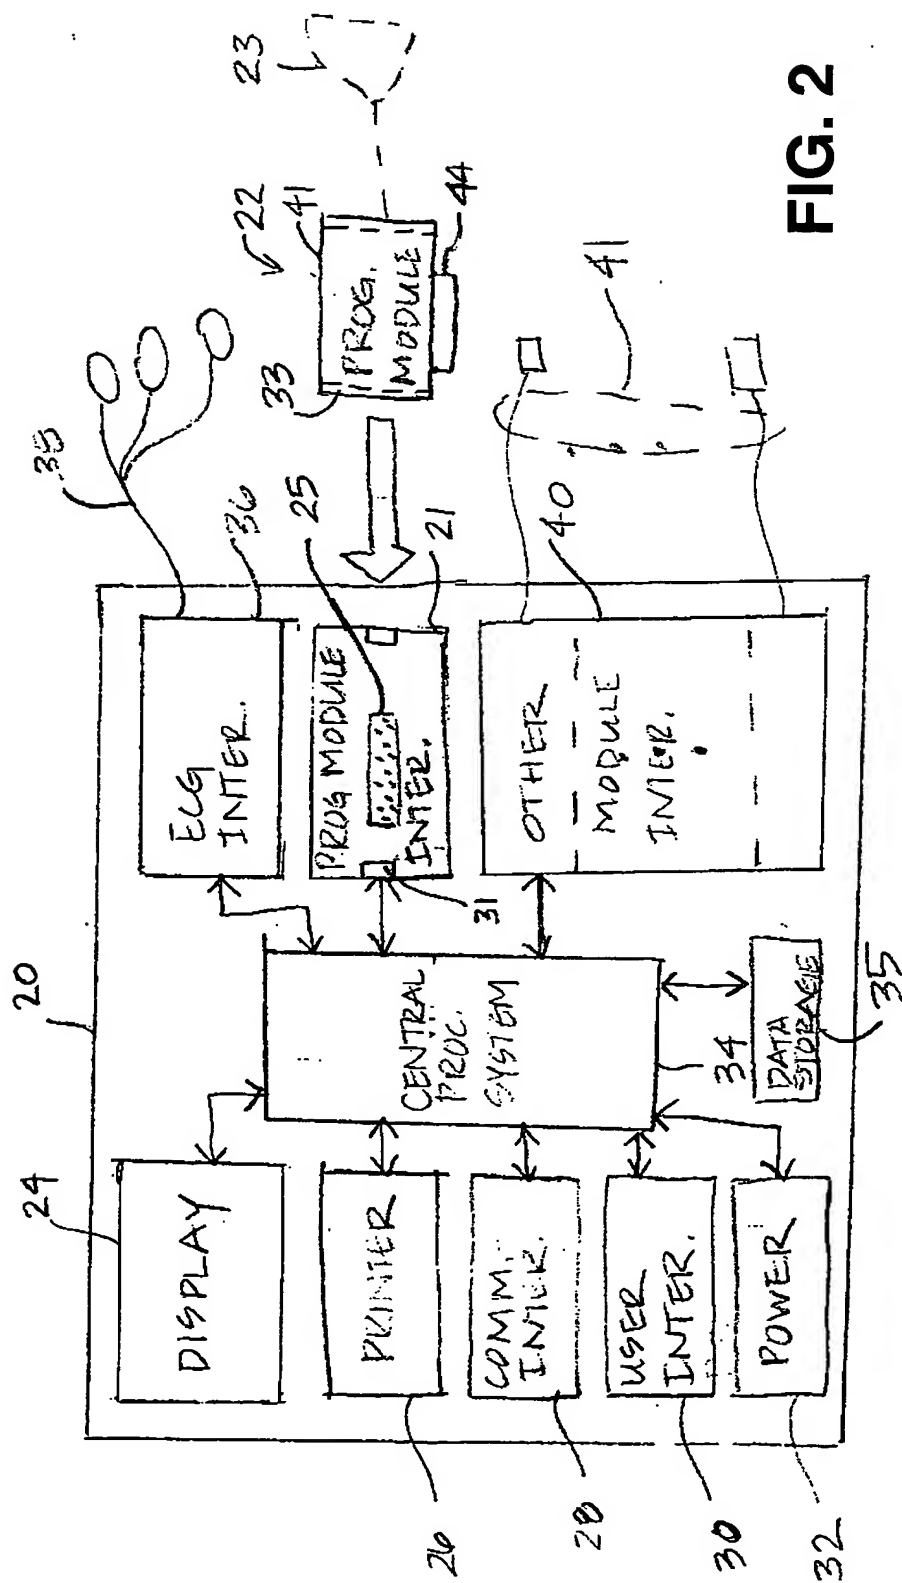 20
24
DISPLAY
PRINTER
26
COMM.
INTER.
28
USER
INTER.
30
POWER
32
CENTRAL
PROC.
SYSTEM
34
DATA
STORAGE
35
ECG
INTER.
36
38
PROG MODULE
INTER.
31
25
21
OTHER
MODULE
INTER.
40
41
22
33
41
PROG.
MODULE
44
23
FIG. 2